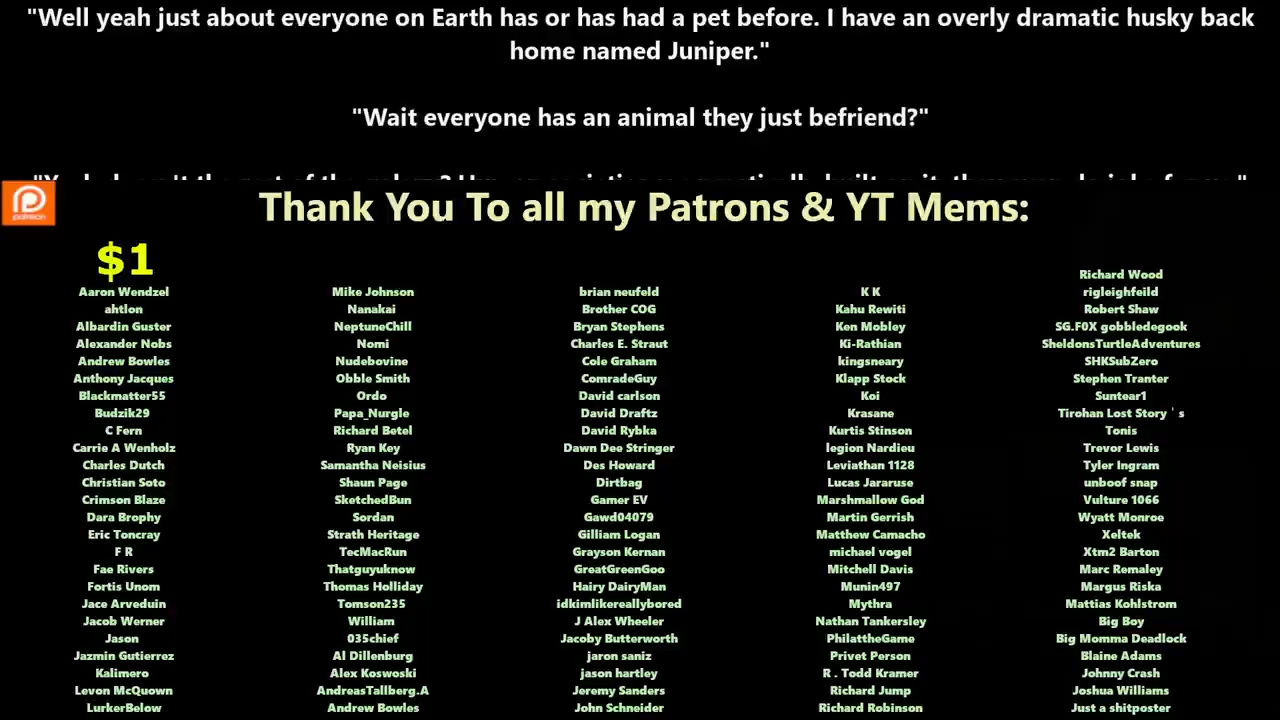 "Well yeah just about everyone on Earth has or has had a pet before. I have an overly dramatic husky back
home named Juniper."
"Wait everyone has an animal they just befriend?"
Thank You To all my Patrons & YT Mems:
patreon
$1
Aaron Wendzel
ahtlon
Albardin Guster
Alexander Nobs
Andrew Bowles
Anthony Jacques
Blackmatter55
Budzik29
C Fern
Carrie A Wenholz
Charles Dutch
Christian Soto
Crimson Blaze
Dara Brophy
Eric Toncray
F R
Fae Rivers
Fortis Unom
Jace Arveduin
Jacob Werner
Jason
Jazmin Gutierrez
Kalimero
Levon McQuown
LurkerBelow
Mike Johnson
Nanakai
NeptuneChill
Nomi
Nudebovine
Obble Smith
Ordo
Papa_Nurgle
Richard Betel
Ryan Key
Samantha Neisius
Shaun Page
SketchedBun
Sordan
Strath Heritage
TecMacRun
Thatguyuknow
Thomas Holliday
Tomson235
William
035chief
Al Dillenburg
Alex Koswoski
AndreasTallberg.A
Andrew Bowles
brian neufeld
Brother COG
Bryan Stephens
Charles E. Straut
Cole Graham
ComradeGuy
David carlson
David Draftz
David Rybka
Dawn Dee Stringer
Des Howard
Dirtbag
Gamer EV
Gawd04079
Gilliam Logan
Grayson Kernan
GreatGreenGoo
Hairy DairyMan
idkimlikereallybored
J Alex Wheeler
Jacoby Butterworth
jaron saniz
jason hartley
Jeremy Sanders
John Schneider
K K
Kahu Rewiti
Ken Mobley
Ki-Rathian
kingsneary
Klapp Stock
Koi
Krasane
Kurtis Stinson
legion Nardieu
Leviathan 1128
Lucas Jararuse
Marshmallow God
Martin Gerrish
Matthew Camacho
michael vogel
Mitchell Davis
Munin497
Mythra
Nathan Tankersley
PhilattheGame
Privet Person
R . Todd Kramer
Richard Jump
Richard Robinson
Richard Wood
rigleighfeild
Robert Shaw
SG.F0X gobbledegook
SheldonsTurtleAdventures
SHKSubZero
Stephen Tranter
Suntear1
Tirohan Lost Story ' s
Tonis
Trevor Lewis
Tyler Ingram
unboof snap
Vulture 1066
Wyatt Monroe
Xeltek
Xtm2 Barton
Marc Remaley
Margus Riska
Mattias Kohlstrom
Big Boy
Big Momma Deadlock
Blaine Adams
Johnny Crash
Joshua Williams
Just a shitposter